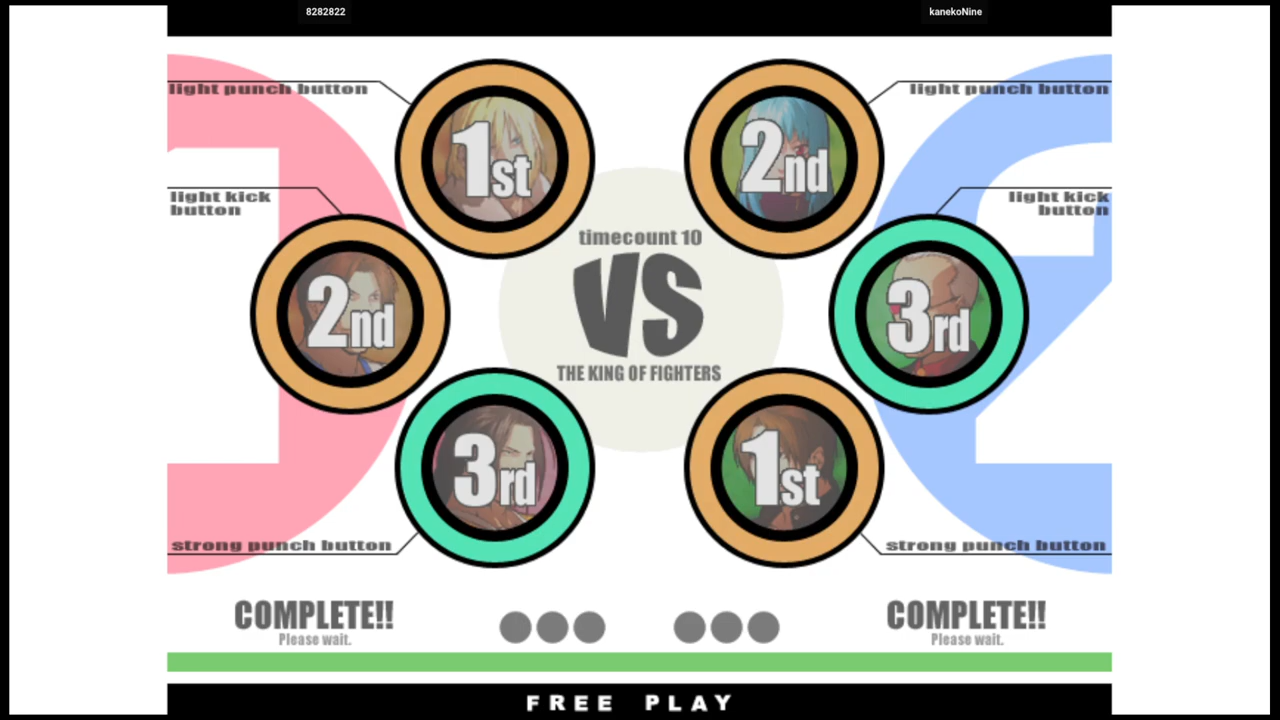 8282822
kanekoNine
light punch button
light punch button
1st
2nd
light kick
button
light kick
button
timecount 10
VS
THE KING OF FIGHTERS
2nd
3rd
3rd
1st
strong punch button
strong punch button
COMPLETE!!
Please wait.
COMPLETE!!
Please wait.
FREE PLAY